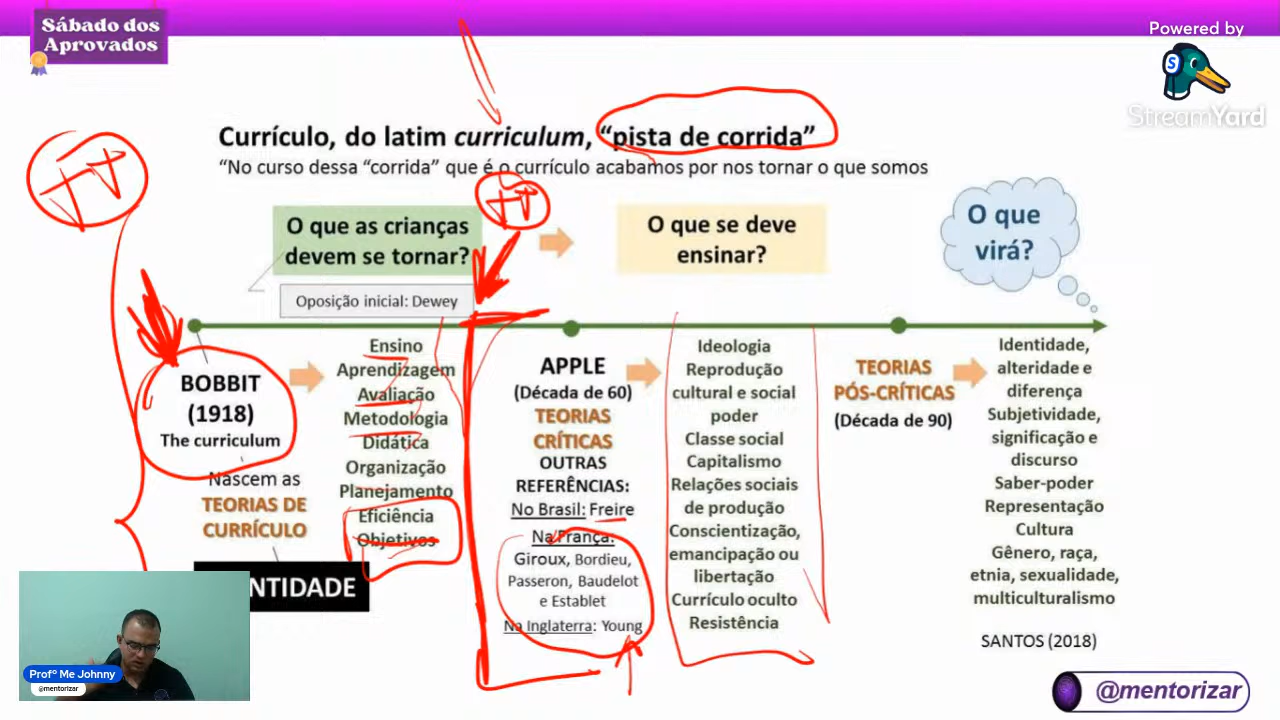 Sábado dos
Aprovados
Powered by
StreamYard
Currículo, do latim curriculum, “pista de corrida”
“No curso dessa “corrida” que é o currículo acabamos por nos tornar o que somos
TT
TT
O que as crianças
devem se tornar?
Oposição inicial: Dewey
O que se deve
ensinar?
O que
virá?
BOBBIT
(1918)
The curriculum
Nascem as
TEORIAS DE
CURRÍCULO
NTIDADE
Ensino
Aprendizagem
Avaliação
Metodologia
Didática
Organização
Planejamento
Eficiência
Objetivos
APPLE
(Década de 60)
TEORIAS
CRÍTICAS
OUTRAS
REFERÊNCIAS:
No Brasil: Freire
Na França:
Giroux, Bordieu,
Passeron, Baudelot
e Establet
Na Inglaterra: Young
Ideologia
Reprodução
cultural e social
poder
Classe social
Capitalismo
Relações sociais
de produção
Conscientização,
emancipação ou
libertação
Currículo oculto
Resistência
TEORIAS
PÓS-CRÍTICAS
(Década de 90)
Identidade,
alteridade e
diferença
Subjetividade,
significação e
discurso
Saber-poder
Representação
Cultura
Gênero, raça,
etnia, sexualidade,
multiculturalismo
SANTOS (2018)
Profº Me Johnny
@mentorizar
@mentorizar